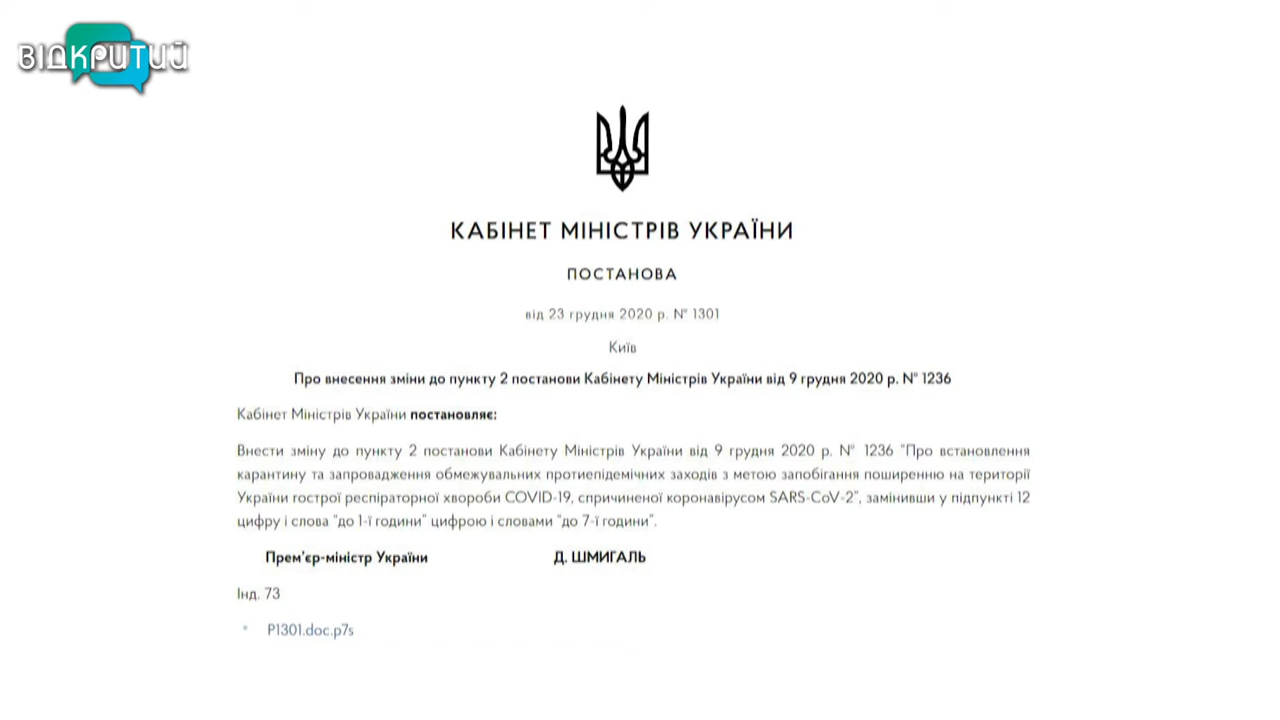 ВІДКРИТИЙ
КАБІНЕТ МІНІСТРІВ УКРАЇНИ
ПОСТАНОВА
від 23 грудня 2020 р. № 1301
Київ
Про внесення зміни до пункту 2 постанови Кабінету Міністрів України від 9 грудня 2020 р. № 1236
Кабінет Міністрів України постановляє:
Внести зміну до пункту 2 постанови Кабінету Міністрів України від 9 грудня 2020 р. № 1236 “Про встановлення
карантину та запровадження обмежувальних протиепідемічних заходів з метою запобігання поширенню на території
України гострої респіраторної хвороби COVID-19, спричиненої коронавірусом SARS-CoV-2”, замінивши у підпункті 12
цифру і слова “до 1-ї години” цифрою і словами “до 7-ї години”.
Прем’єр-міністр України Д. ШМИГАЛЬ
Інд. 73
P1301.doc.p7s